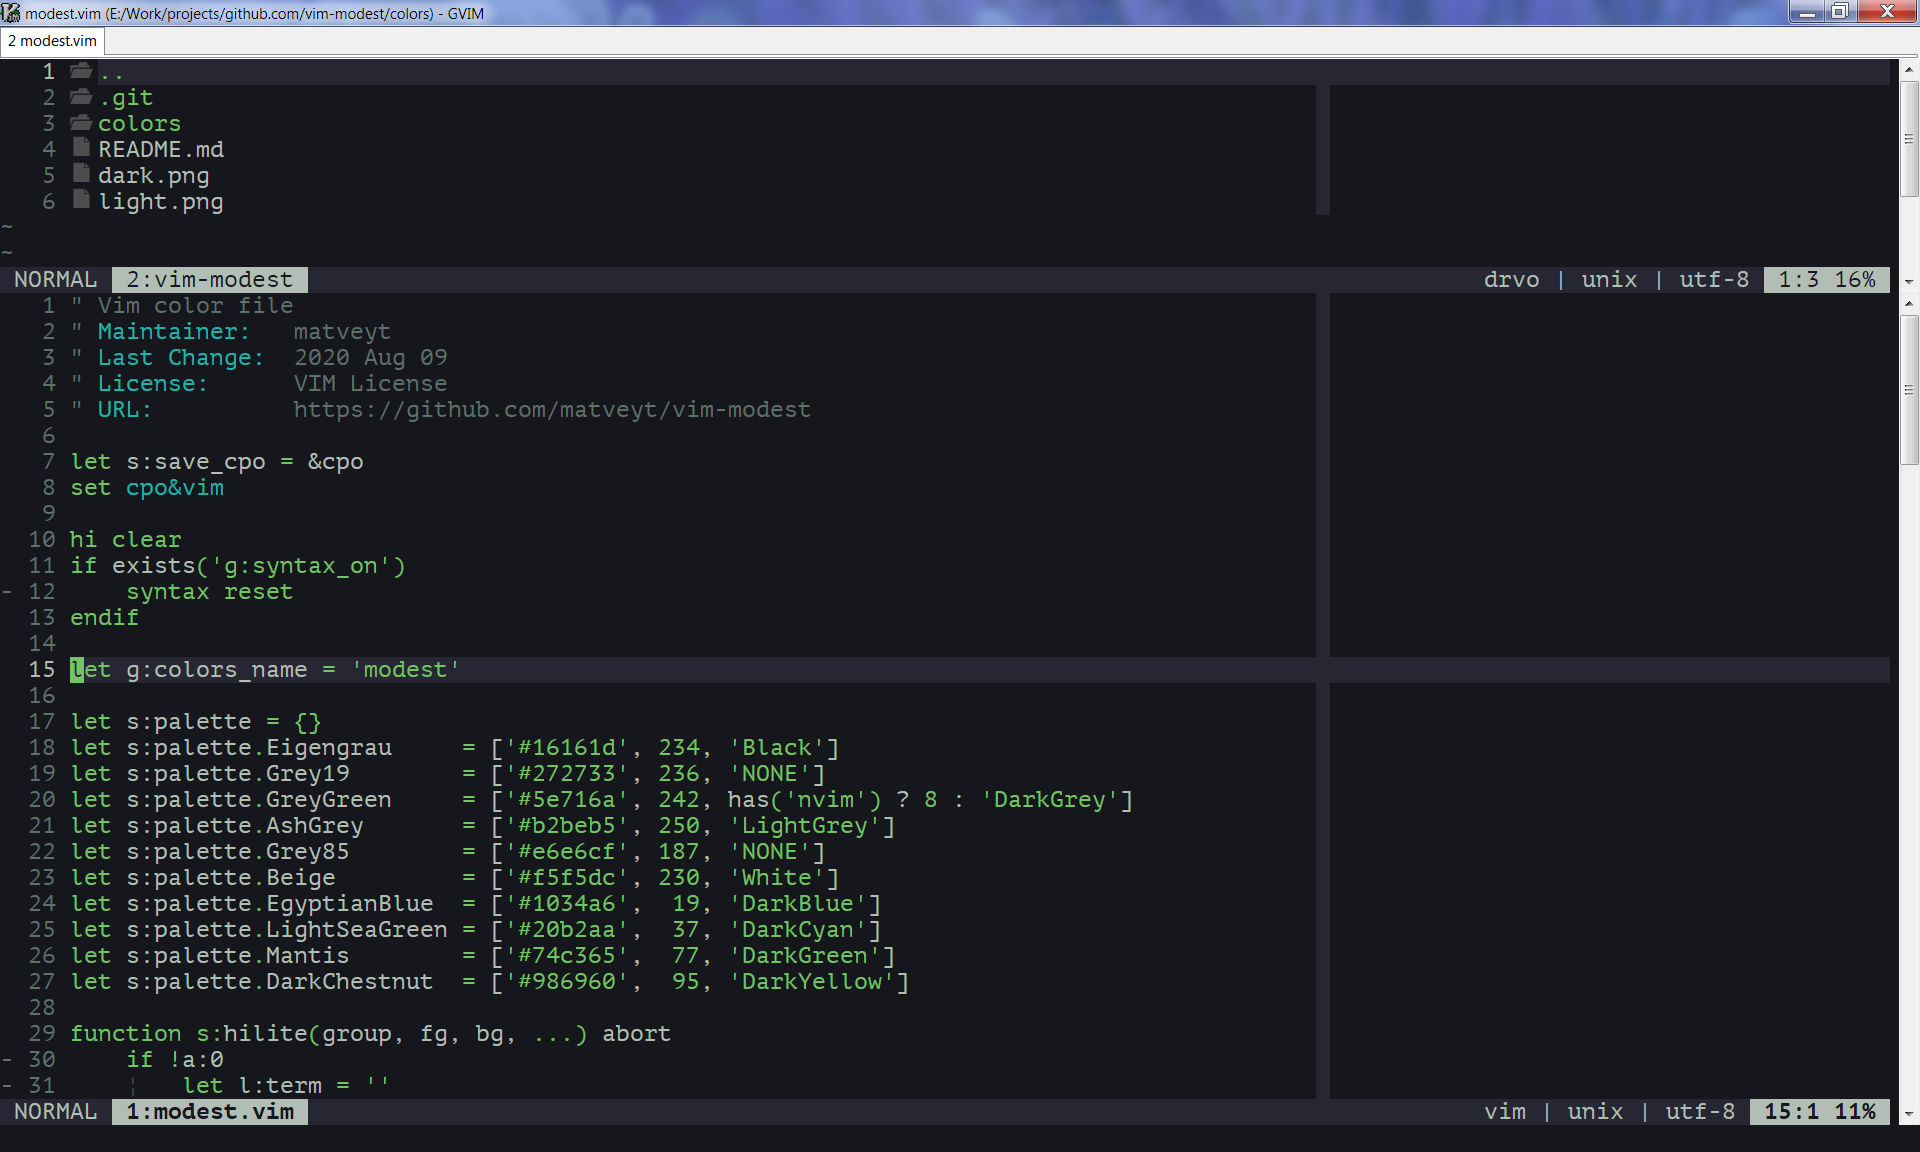 modest.vim (E:/Work/projects/github.com/vim-modest/colors) - GVIM
2 modest.vim
1 ..
2 .git
3 colors
4 README.md
5 dark.png
6 light.png
~
~
NORMAL 2:vim-modest drvo | unix | utf-8 1:3 16%
1 " Vim color file
2 " Maintainer:   matveyt
3 " Last Change:  2020 Aug 09
4 " License:      VIM License
5 " URL:          https://github.com/matveyt/vim-modest
6
7 let s:save_cpo = &cpo
8 set cpo&vim
9
10 hi clear
11 if exists('g:syntax_on')
- 12     syntax reset
13 endif
14
15 let g:colors_name = 'modest'
16
17 let s:palette = {}
18 let s:palette.Eigengrau     = ['#16161d', 234, 'Black']
19 let s:palette.Grey19        = ['#272733', 236, 'NONE']
20 let s:palette.GreyGreen     = ['#5e716a', 242, has('nvim') ? 8 : 'DarkGrey']
21 let s:palette.AshGrey       = ['#b2beb5', 250, 'LightGrey']
22 let s:palette.Grey85        = ['#e6e6cf', 187, 'NONE']
23 let s:palette.Beige         = ['#f5f5dc', 230, 'White']
24 let s:palette.EgyptianBlue  = ['#1034a6',  19, 'DarkBlue']
25 let s:palette.LightSeaGreen = ['#20b2aa',  37, 'DarkCyan']
26 let s:palette.Mantis        = ['#74c365',  77, 'DarkGreen']
27 let s:palette.DarkChestnut  = ['#986960',  95, 'DarkYellow']
28
29 function s:hilite(group, fg, bg, ...) abort
- 30     if !a:0
- 31     ¦   let l:term = ''
NORMAL 1:modest.vim vim | unix | utf-8 15:1 11%